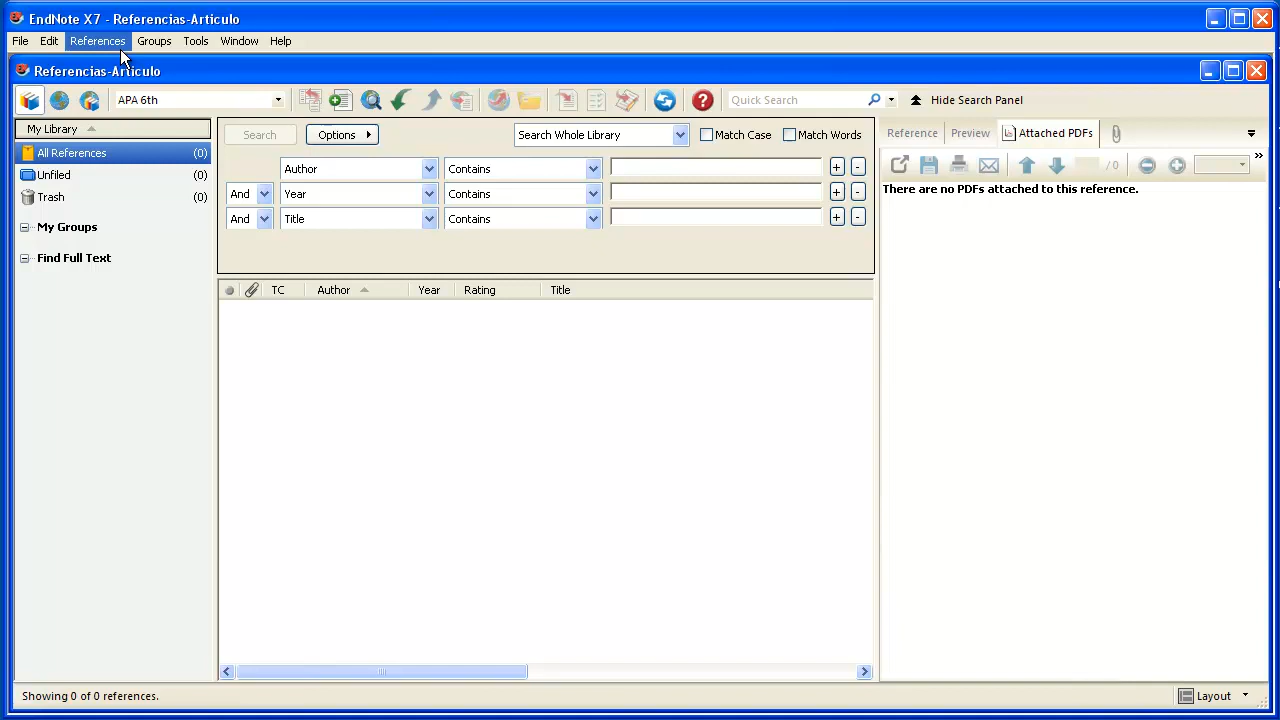 EndNote X7 - Referencias-Articulo
File Edit References Groups Tools Window Help
Referencias-Articulo
APA 6th Quick Search Hide Search Panel
My Library
All References (0)
Unfiled (0)
Trash (0)
My Groups
Find Full Text
Search Options Search Whole Library Match Case Match Words
Author Contains + -
And Year Contains + -
And Title Contains + -
TC Author Year Rating Title
Reference Preview Attached PDFs
/ 0
There are no PDFs attached to this reference.
Showing 0 of 0 references.
Layout